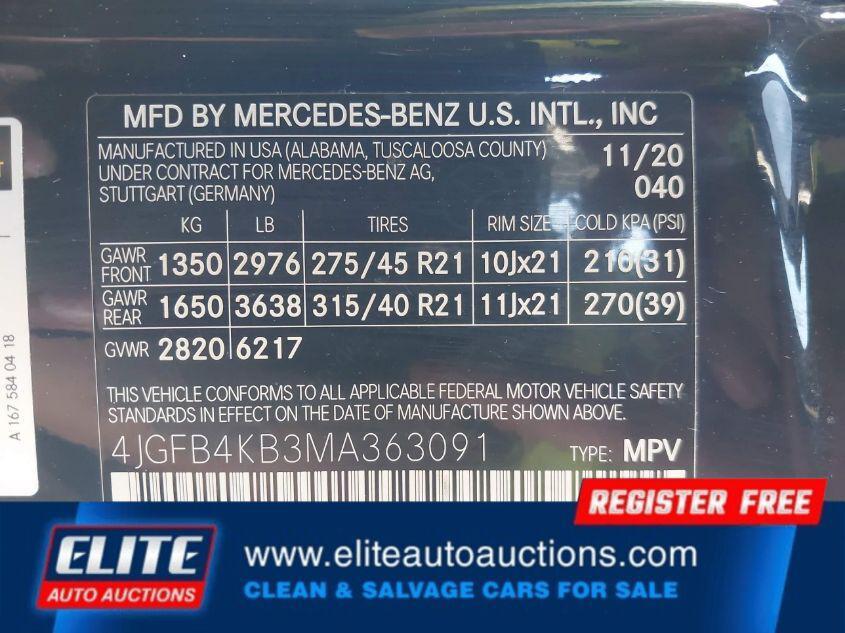 MFD BY MERCEDES-BENZ U.S. INTL., INC
MANUFACTURED IN USA (ALABAMA, TUSCALOOSA COUNTY) 11/20
UNDER CONTRACT FOR MERCEDES-BENZ AG,
STUTTGART (GERMANY) 040
KG LB TIRES RIM SIZE COLD KPA (PSI)
GAWR FRONT 1350 2976 275/45 R21 10Jx21 210(31)
GAWR REAR 1650 3638 315/40 R21 11Jx21 270(39)
GVWR 2820 6217
THIS VEHICLE CONFORMS TO ALL APPLICABLE FEDERAL MOTOR VEHICLE SAFETY
STANDARDS IN EFFECT ON THE DATE OF MANUFACTURE SHOWN ABOVE.
4JGFB4KB3MA363091 TYPE: MPV
A 167 584 04 18
REGISTER FREE
ELITE
AUTO AUCTIONS
www.eliteautoauctions.com
CLEAN & SALVAGE CARS FOR SALE